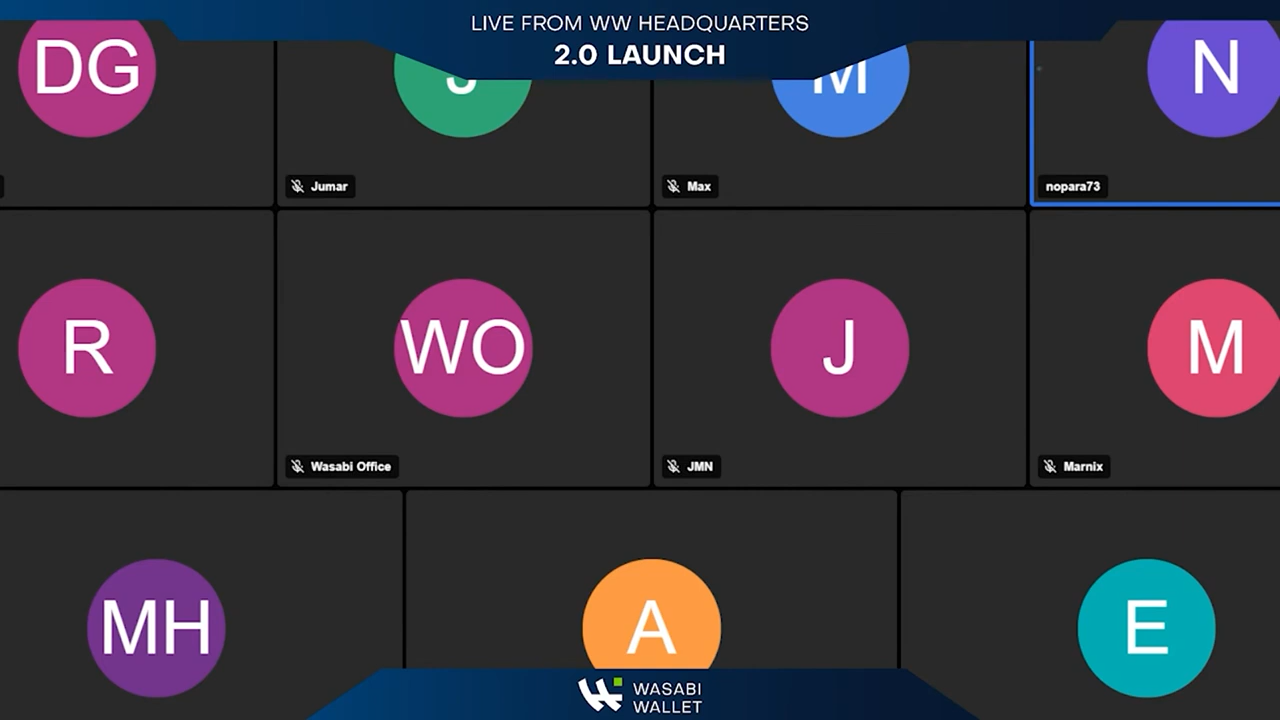 LIVE FROM WW HEADQUARTERS
2.0 LAUNCH
DG
J
M
N
Jumar
Max
nopara73
R
WO
J
M
Wasabi Office
JMN
Marnix
MH
A
E
WASABI
WALLET